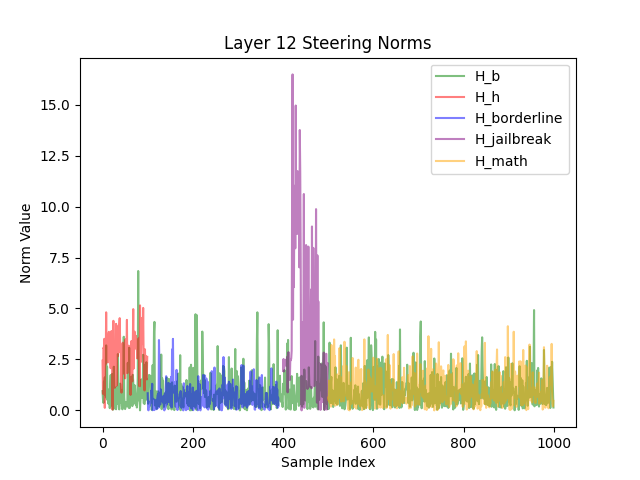 Layer 12 Steering Norms
H_b
H_h
H_borderline
H_jailbreak
H_math
Norm Value
15.0
12.5
10.0
7.5
5.0
2.5
0.0
0
200
400
600
800
1000
Sample Index